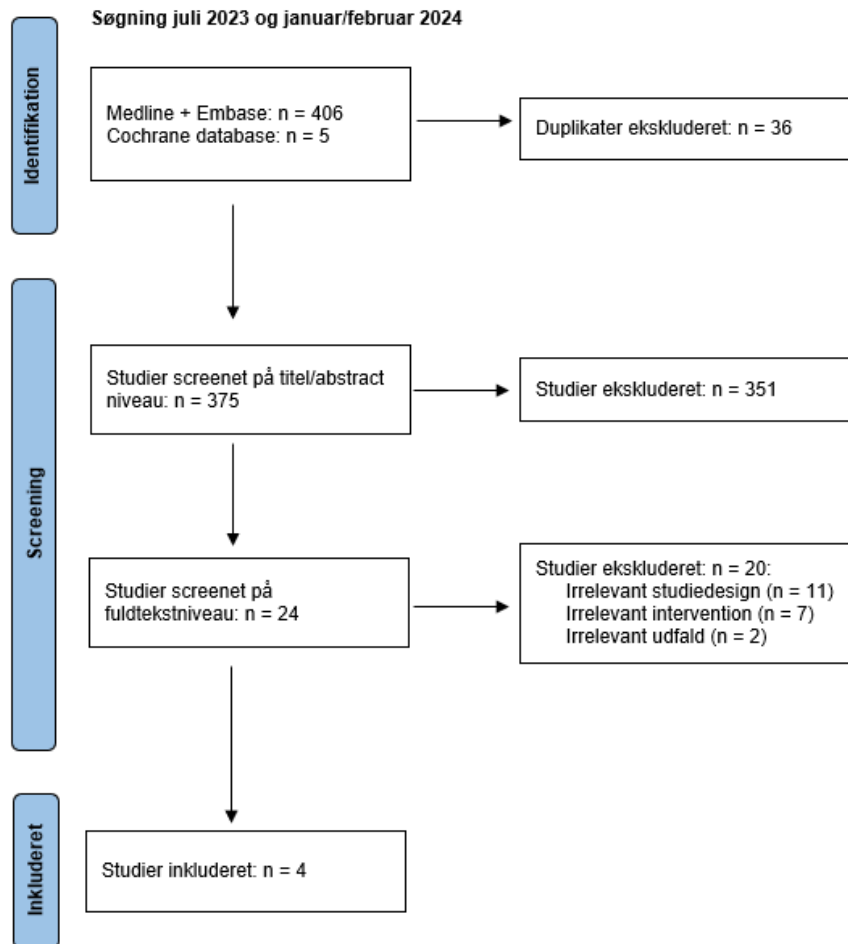 Søgning juli 2023 og januar/februar 2024
Identifikation
Medline + Embase: n = 406
Cochrane database: n = 5
Duplikater ekskluderet: n = 36
Screening
Studier screenet på titel/abstract
niveau: n = 375
Studier ekskluderet: n = 351
Studier screenet på
fuldtekstniveau: n = 24
Studier ekskluderet: n = 20:
Irrelevant studiedesign (n = 11)
Irrelevant intervention (n = 7)
Irrelevant udfald (n = 2)
Inkluderet
Studier inkluderet: n = 4